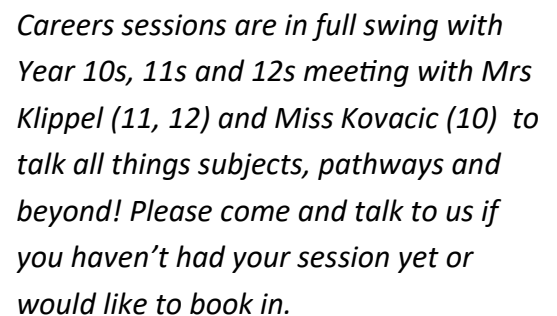 Careers sessions are in full swing with
Year 10s, 11s and 12s meeting with Mrs
Klippel (11, 12) and Miss Kovacic (10)  to
talk all things subjects, pathways and
beyond! Please come and talk to us if
you haven’t had your session yet or
would like to book in.